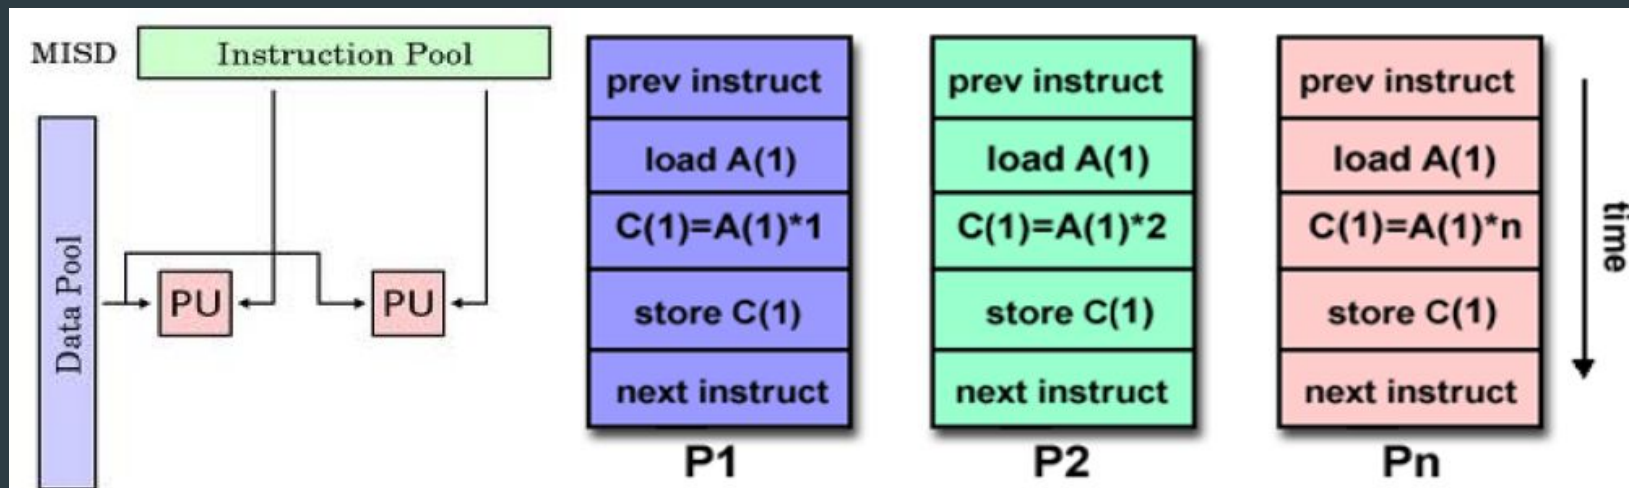 MISD
Instruction Pool
Data Pool
PU
PU
prev instruct
load A(1)
C(1)=A(1)*1
store C(1)
next instruct
P1
prev instruct
load A(1)
C(1)=A(1)*2
store C(1)
next instruct
P2
prev instruct
load A(1)
C(1)=A(1)*n
store C(1)
next instruct
Pn
time